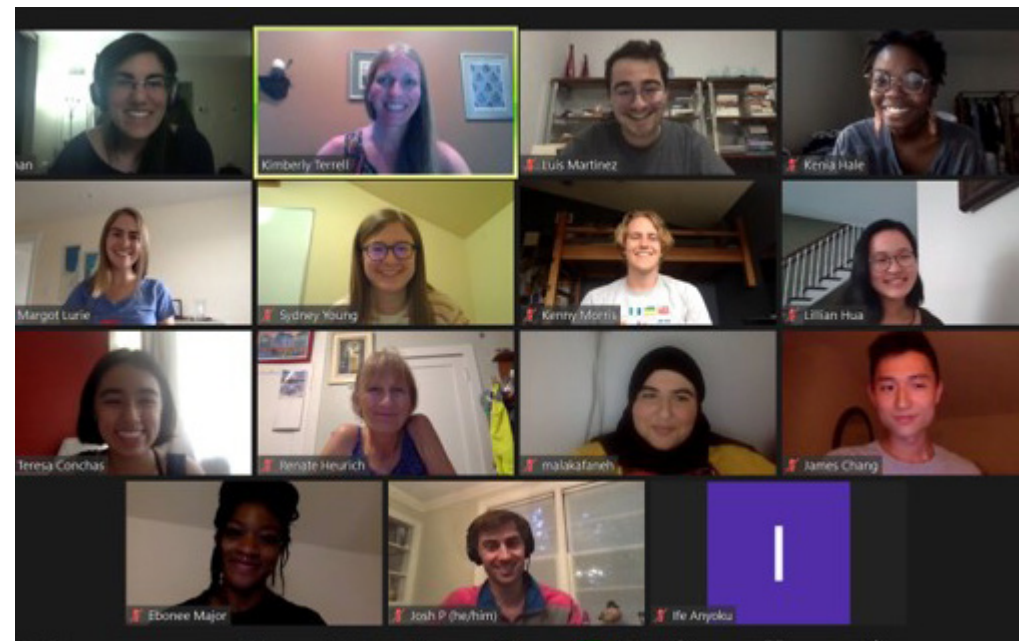 nan
Kimberly Terrell
Luis Martinez
Kenia Hale
Margot Lurie
Sydney Young
Kenny Morris
Lillian Hua
Teresa Conchas
Renate Heurich
malakafaneh
James Chang
Ebonee Major
Josh P (he/him)
I
Ife Anyoku